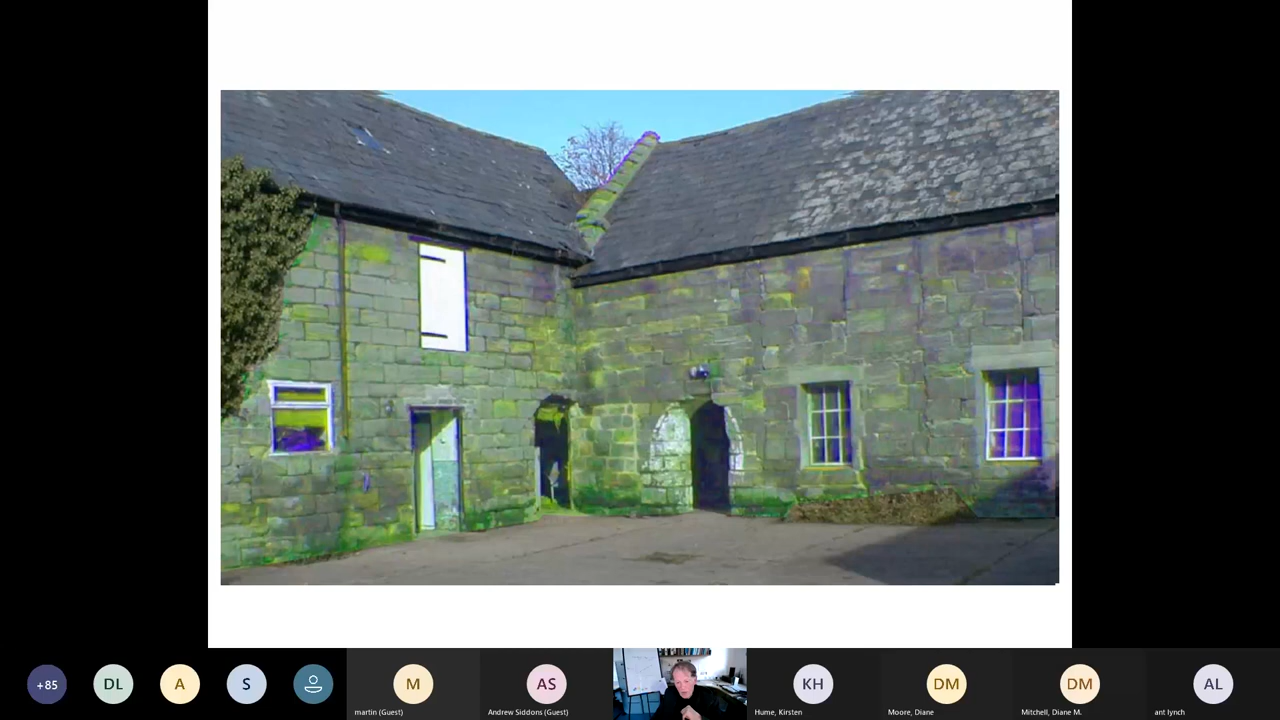 +85
DL
A
S
M
martin (Guest)
AS
Andrew Siddons (Guest)
KH
Hume, Kirsten
DM
Moore, Diane
DM
Mitchell, Diane M.
AL
ant lynch